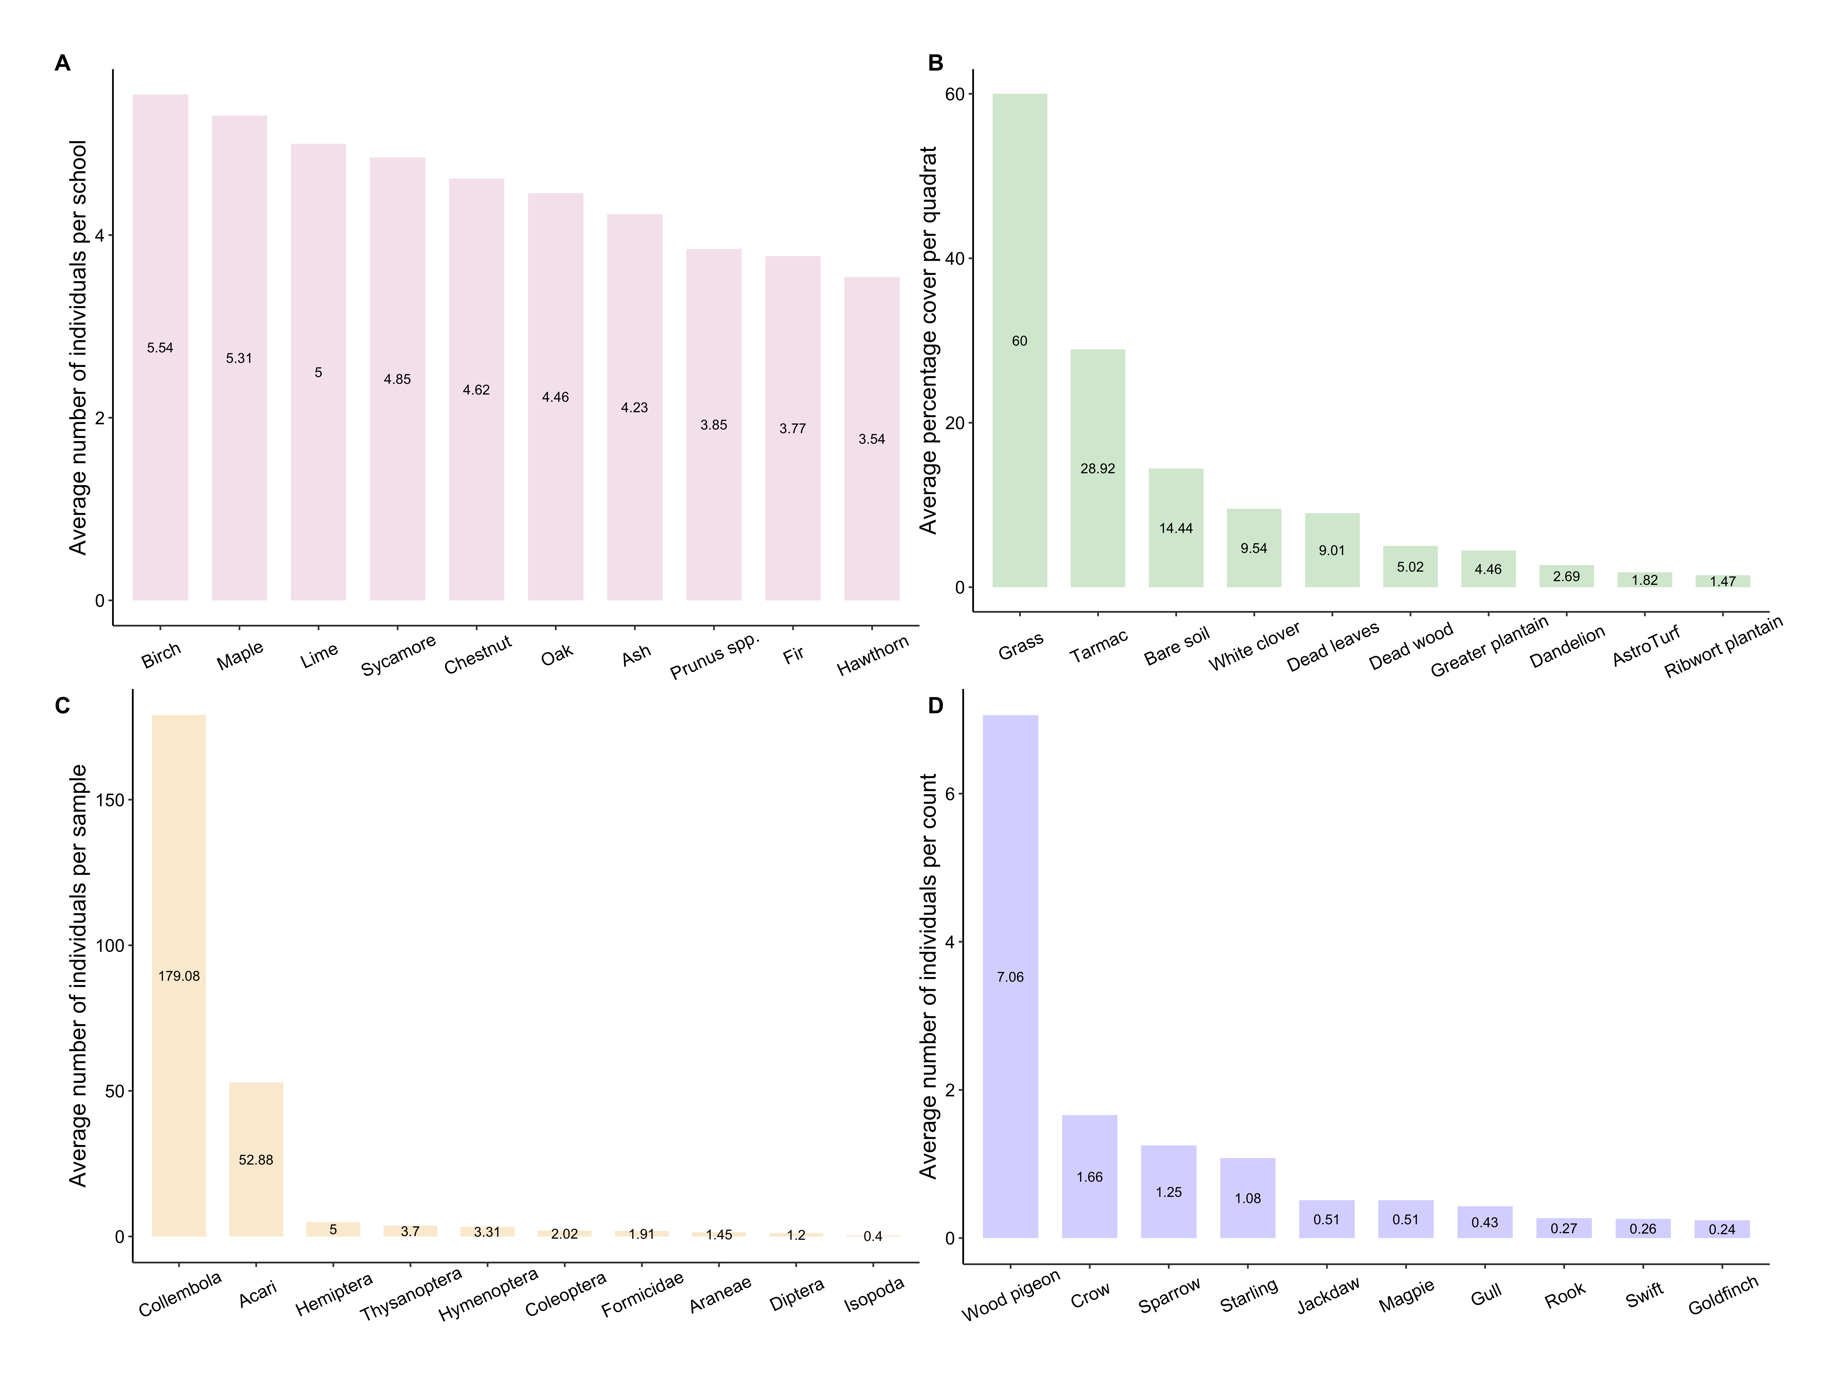 A
Average number of individuals per school
4
2
0
5.54
5.31
5
4.85
4.62
4.46
4.23
3.85
3.77
3.54
Birch
Maple
Lime
Sycamore
Chestnut
Oak
Ash
Prunus spp.
Fir
Hawthorn
B
Average percentage cover per quadrat
60
40
20
0
60
28.92
14.44
9.54
9.01
5.02
4.46
2.69
1.82
1.47
Grass
Tarmac
Bare soil
White clover
Dead leaves
Dead wood
Greater plantain
Dandelion
AstroTurf
Ribwort plantain
C
Average number of individuals per sample
150
100
50
0
179.08
52.88
5
3.7
3.31
2.02
1.91
1.45
1.2
0.4
Collembola
Acari
Hemiptera
Thysanoptera
Hymenoptera
Coleoptera
Formicidae
Araneae
Diptera
Isopoda
D
Average number of individuals per count
6
4
2
0
7.06
1.66
1.25
1.08
0.51
0.51
0.43
0.27
0.26
0.24
Wood pigeon
Crow
Sparrow
Starling
Jackdaw
Magpie
Gull
Rook
Swift
Goldfinch